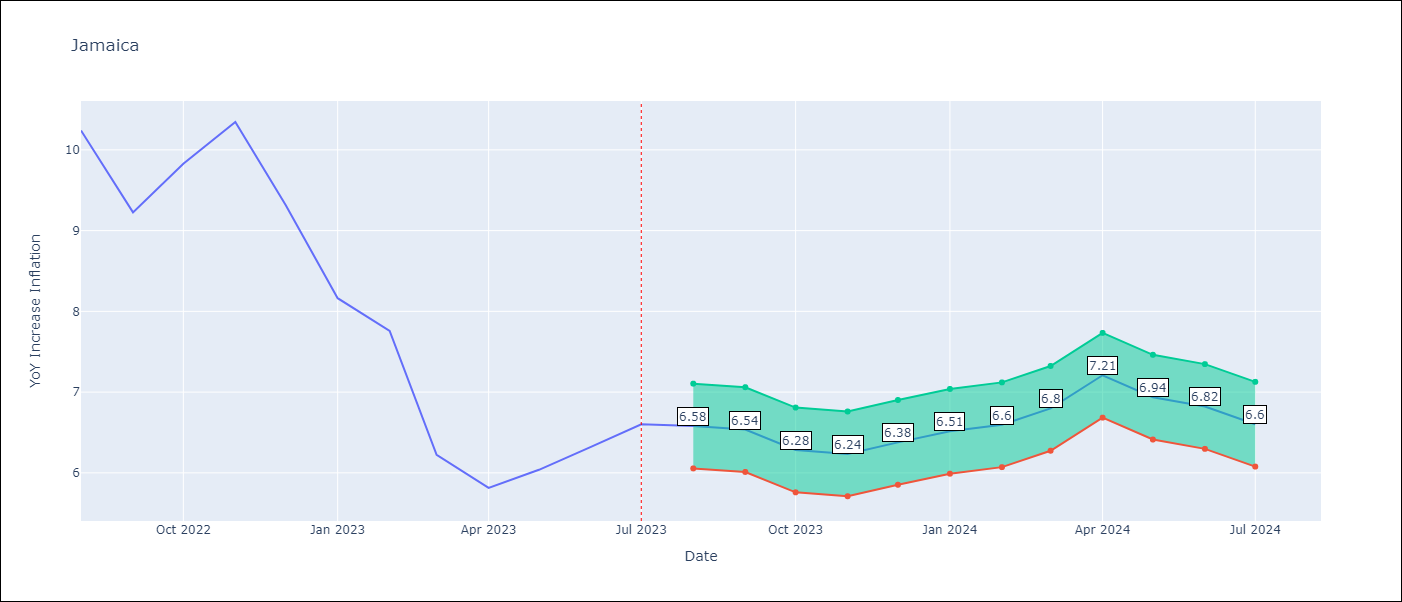 Jamaica
YoY Increase Inflation
10
9
8
7
6
6.58
6.54
6.28
6.24
6.38
6.51
6.6
6.8
7.21
6.94
6.82
6.6
Oct 2022
Jan 2023
Apr 2023
Jul 2023
Oct 2023
Jan 2024
Apr 2024
Jul 2024
Date